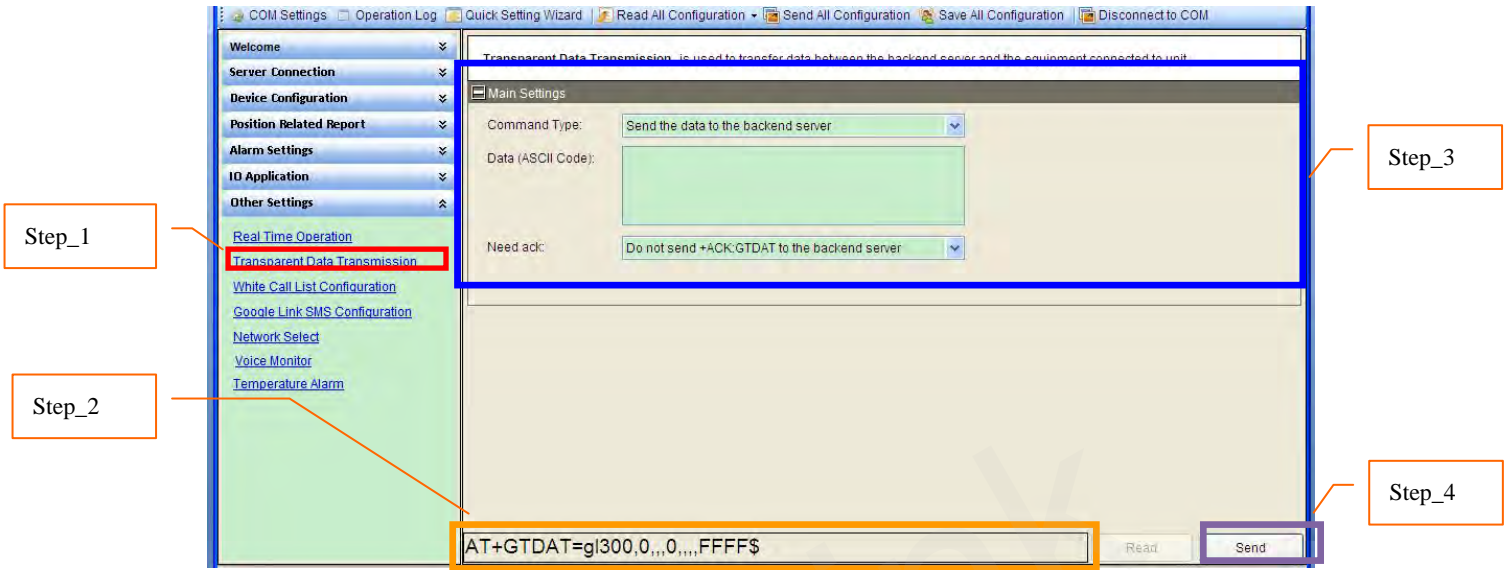 COM Settings Operation Log Quick Setting Wizard Read All Configuration Send All Configuration Save All Configuration Disconnect to COM
Welcome
Server Connection
Device Configuration
Position Related Report
Alarm Settings
IO Application
Other Settings
Real Time Operation
Transparent Data Transmission
White Call List Configuration
Google Link SMS Configuration
Network Select
Voice Monitor
Temperature Alarm
Transparent Data Transmission is used to transfer data between the backend server and the equipment connected to unit
Main Settings
Command Type: Send the data to the backend server
Data (ASCII Code):
Need ack: Do not send +ACK:GTDAT to the backend server
AT+GTDAT=gl300,0,,,0,,,,FFFF$
Read
Send
Step_1
Step_2
Step_3
Step_4